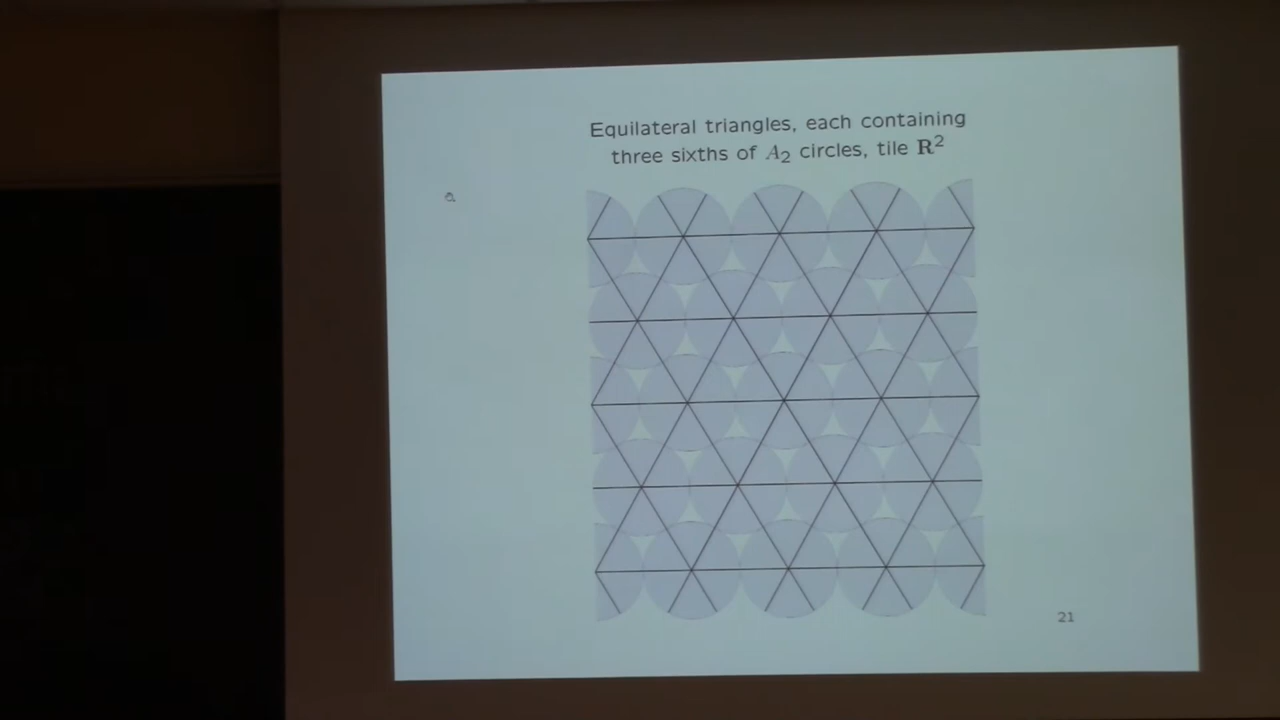 Equilateral triangles, each containing
three sixths of A₂ circles, tile R²
21